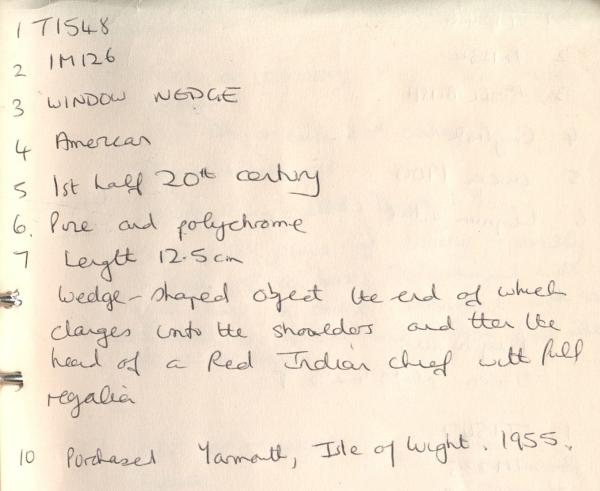 1 T1548
2 IM126
3 WINDOW WEDGE
4 American
5 1st half 20th century
6. Pine and polychrome
7 Length 12.5cm
8 Wedge-shaped object the end of which
changes into the shoulders and then the
head of a Red Indian chief with full
regalia
10 Purchased Yarmouth, Isle of Wight. 1955.